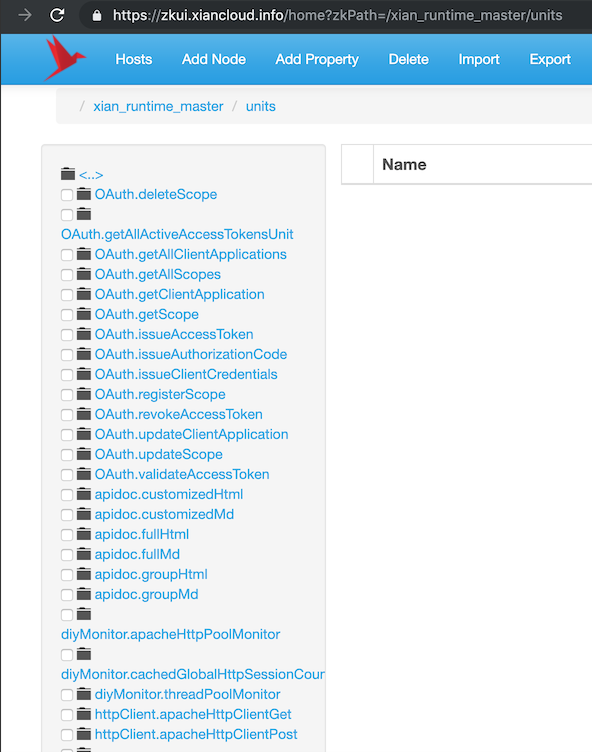 https://zkui.xiancloud.info/home?zkPath=/xian_runtime_master/units
Hosts Add Node Add Property Delete Import Export
/ xian_runtime_master / units
<..>
Name
OAuth.deleteScope
OAuth.getAllActiveAccessTokensUnit
OAuth.getAllClientApplications
OAuth.getAllScopes
OAuth.getClientApplication
OAuth.getScope
OAuth.issueAccessToken
OAuth.issueAuthorizationCode
OAuth.issueClientCredentials
OAuth.registerScope
OAuth.revokeAccessToken
OAuth.updateClientApplication
OAuth.updateScope
OAuth.validateAccessToken
apidoc.customizedHtml
apidoc.customizedMd
apidoc.fullHtml
apidoc.fullMd
apidoc.groupHtml
apidoc.groupMd
diyMonitor.apacheHttpPoolMonitor
diyMonitor.cachedGlobalHttpSessionCour
diyMonitor.threadPoolMonitor
httpClient.apacheHttpClientGet
httpClient.apacheHttpClientPost